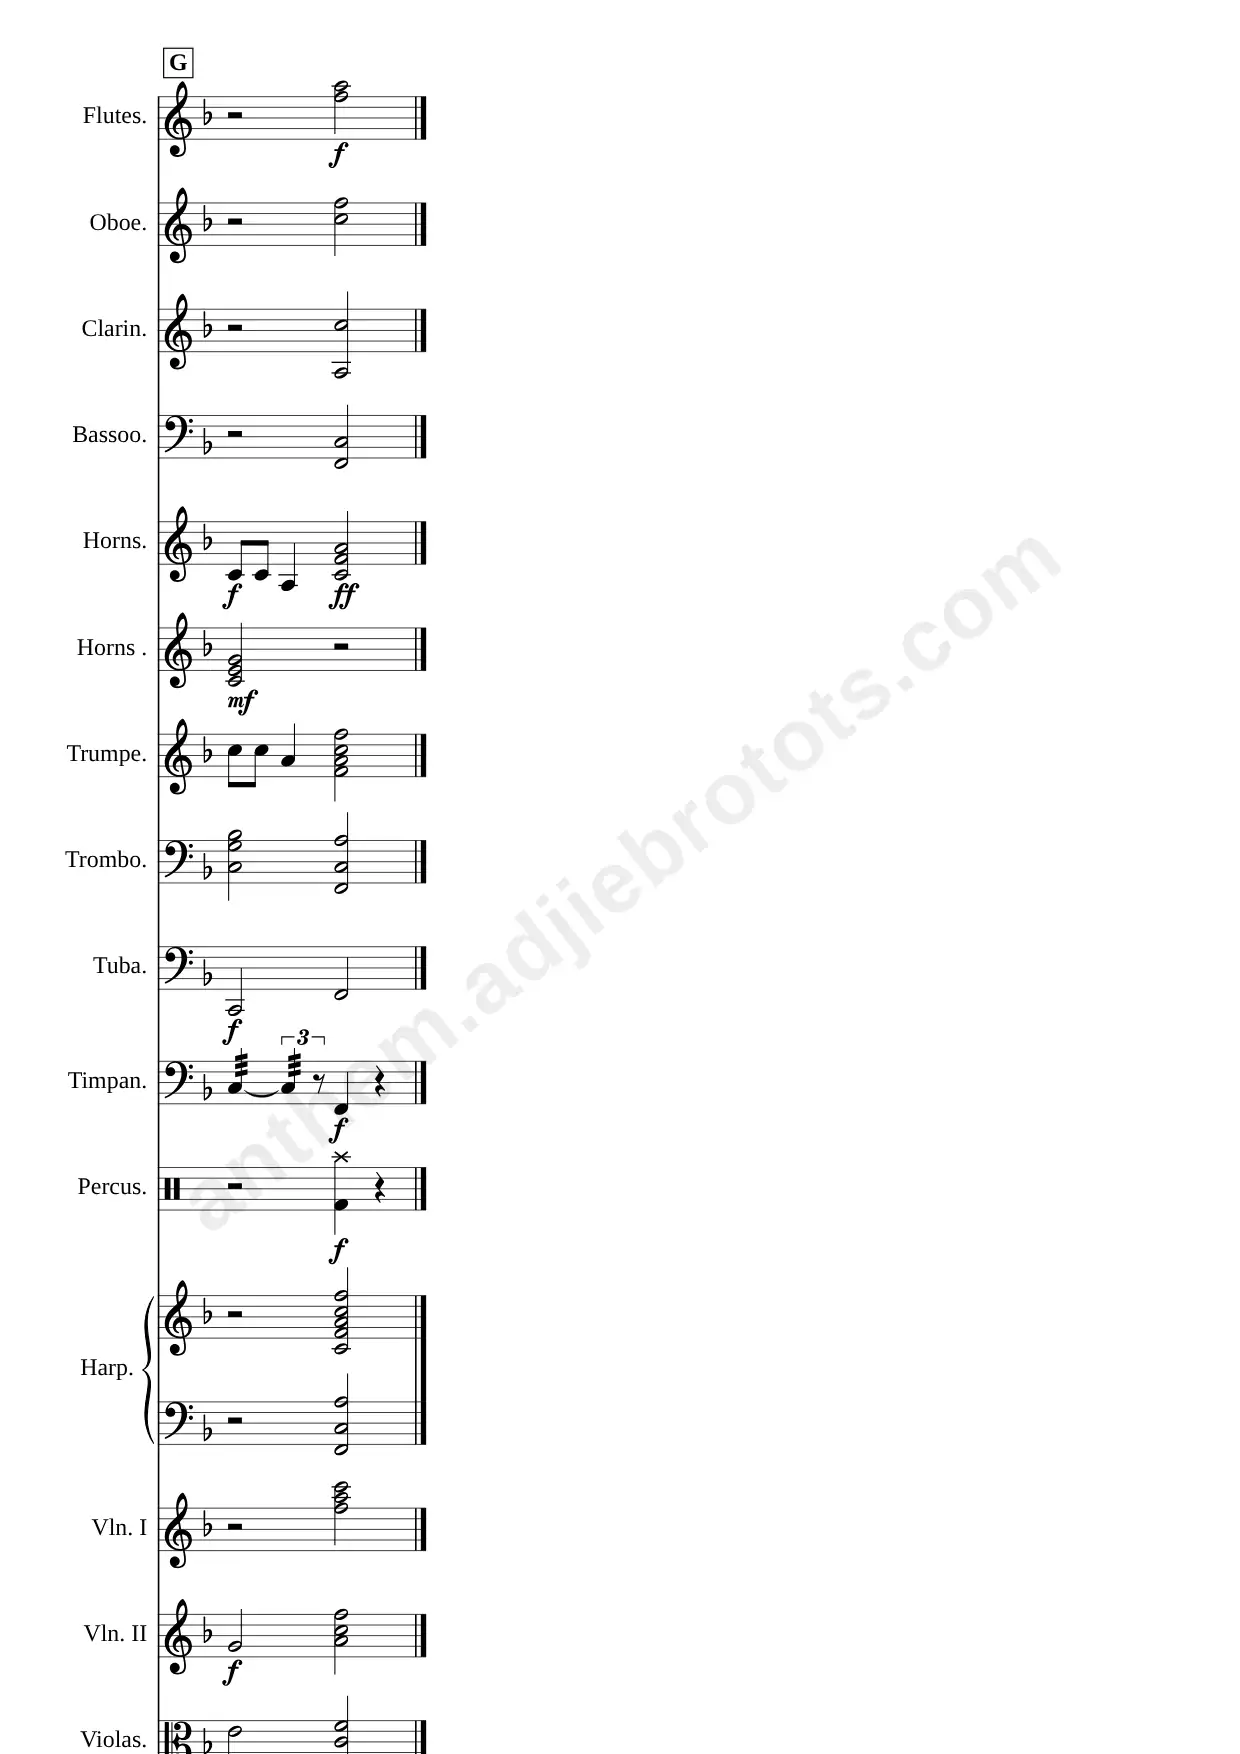 G
Flutes.
f
Oboe.
Clarin.
Bassoo.
Horns.
f ff
Horns .
mf
Trumpe.
Trombo.
Tuba.
f
3
Timpan.
f
Percus.
f
Harp.
Vln. I
Vln. II
f
Violas.
anthem.adjiebrotots.com